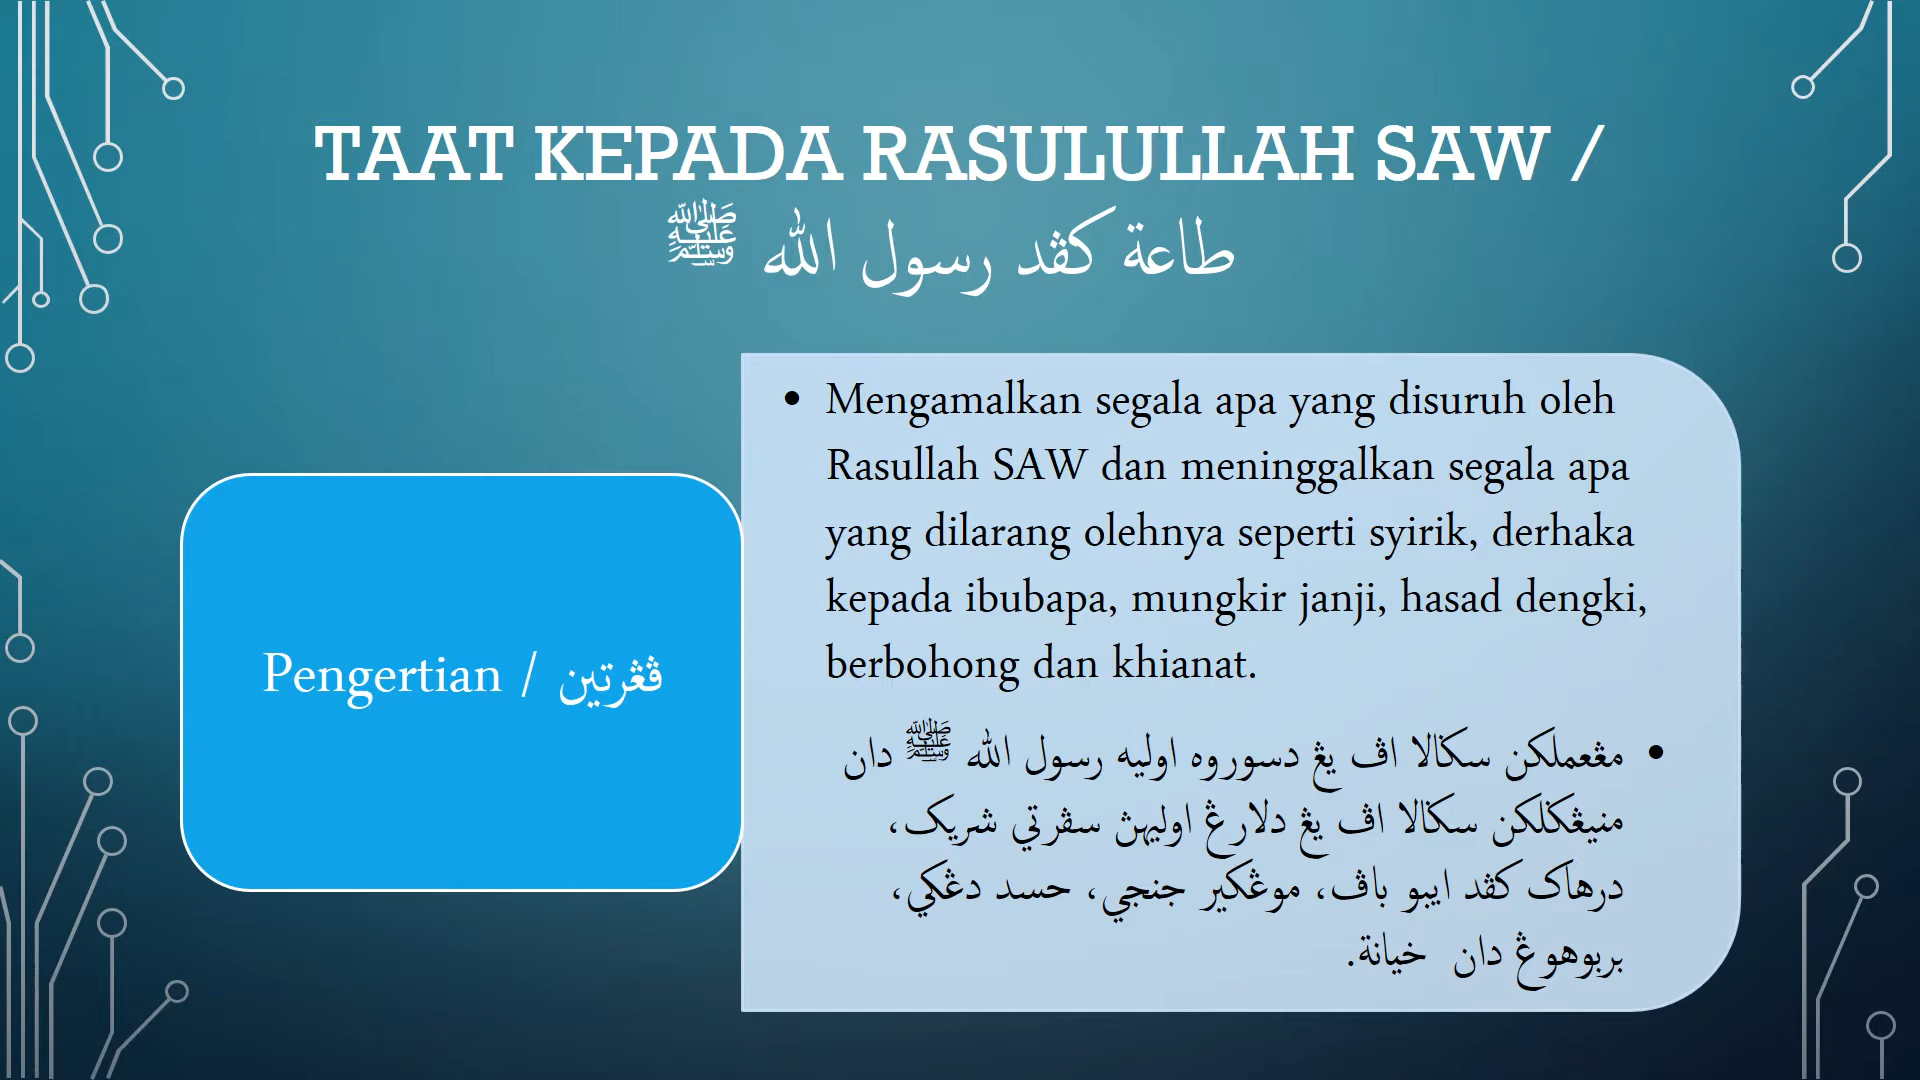 TAAT KEPADA RASULULLAH SAW /
طاعة كڤد رسول الله ﷺ
Pengertian / ڤڠرتين
• Mengamalkan segala apa yang disuruh oleh
Rasullah SAW dan meninggalkan segala apa
yang dilarang olehnya seperti syirik, derhaka
kepada ibubapa, mungkir janji, hasad dengki,
berbohong dan khianat.
• مڠعملكن سݢالا اڤ يڠ دسوروه اوليه رسول الله ﷺ دان
منيڠݢلكن سݢالا اڤ يڠ دلارڠ اوليهڽ سڤرتي شريک،
درهاک كڤد ايبو باڤ، موڠكير جنجي، حسد دڠكي،
بربوهوڠ دان خيانة.